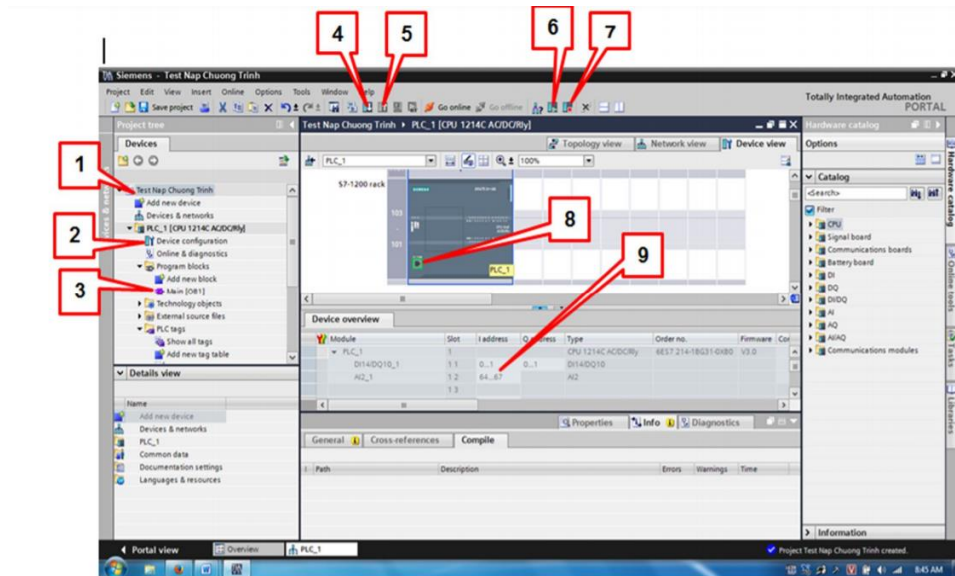 4
5
6
7
Siemens - Test Nap Chuong Trinh
Project Edit View Insert Online Options Tools Window Help
Save project
Go online
Go offline
Totally Integrated Automation
PORTAL
Project tree
Test Nap Chuong Trinh ▸ PLC_1 [CPU 1214C AC/DC/Rly]
Hardware catalog
Devices
Topology view
Network view
Device view
Options
1
PLC_1
100%
Catalog
<Search>
Filter
Test Nap Chuong Trinh
Add new device
Devices & networks
PLC_1 [CPU 1214C AC/DC/Rly]
2
Device configuration
Online & diagnostics
Program blocks
Add new block
3
Main [OB1]
Technology objects
External source files
PLC tags
Show all tags
Add new tag table
S7-1200 rack
103
101
PLC_1
8
9
CPU
Signal board
Communications boards
Battery board
DI
DQ
DI/DQ
AI
AQ
AI/AQ
Communications modules
Hardware catalog
Online tools
Tasks
Libraries
Device overview
Module Slot I address Q address Type Order no. Firmware
PLC_1 1 CPU 1214C AC/DC/Rly 6ES7 214-1BG31-0XB0 V3.0
DI14/DQ10_1 1 1 0...1 0...1 DI14/DQ10
AI2_1 1 2 64...67 AI2
1 3
Details view
Name
Add new device
Devices & networks
PLC_1
Common data
Documentation settings
Languages & resources
Properties
Info
Diagnostics
General
Cross-references
Compile
Path Description Errors Warnings Time
Information
Portal view
Overview
PLC_1
Project Test Nap Chuong Trinh created.
8:45 AM